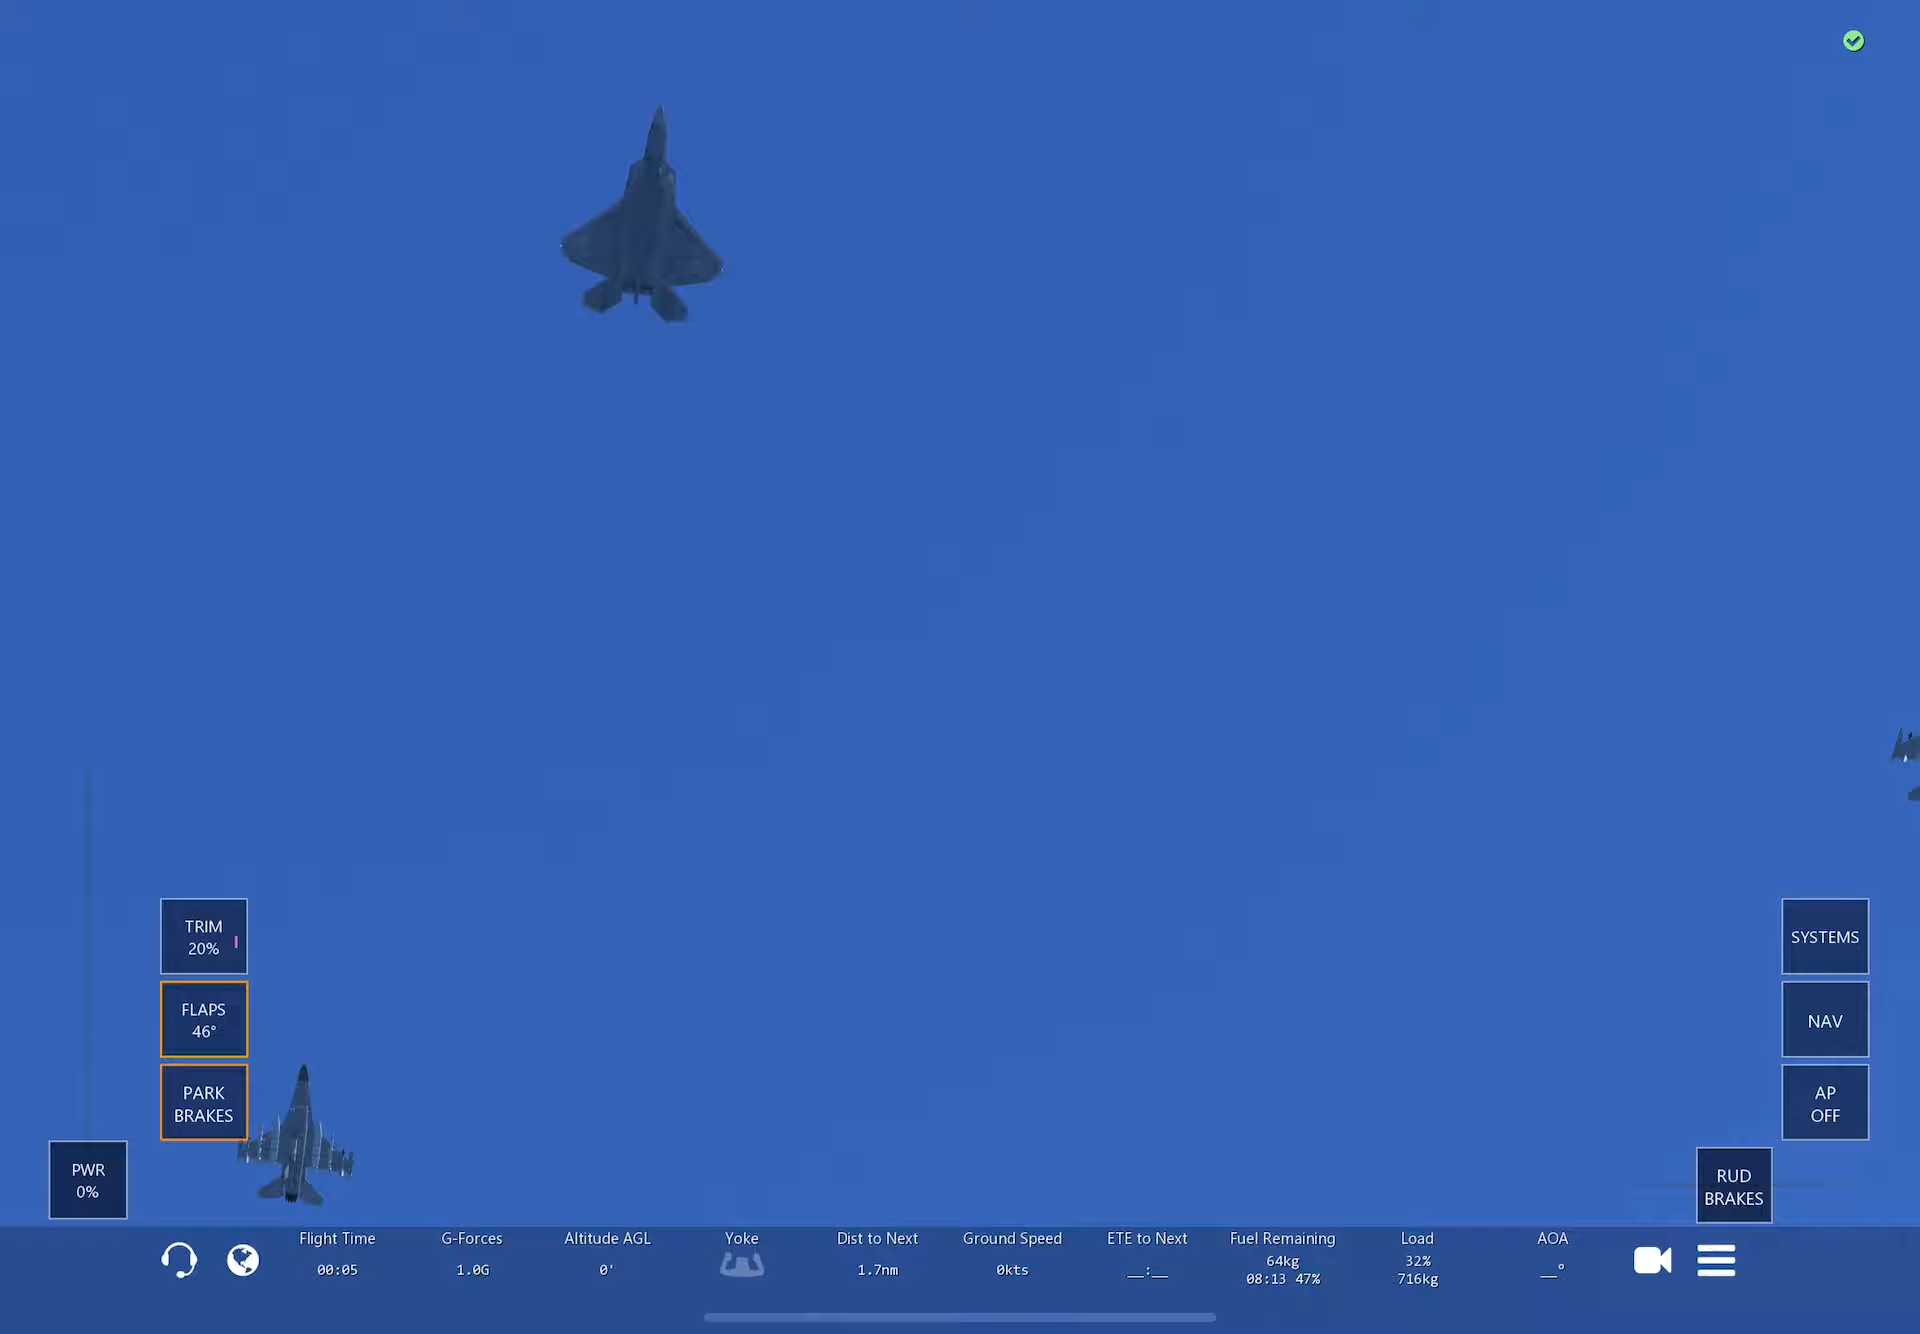 TRIM
20%
FLAPS
46°
PARK
BRAKES
PWR
0%
SYSTEMS
NAV
AP
OFF
RUD
BRAKES
Flight Time
00:05
G-Forces
1.0G
Altitude AGL
0'
Yoke
Dist to Next
1.7nm
Ground Speed
0kts
ETE to Next
__:__
Fuel Remaining
64kg
08:13 47%
Load
32%
716kg
AOA
__°